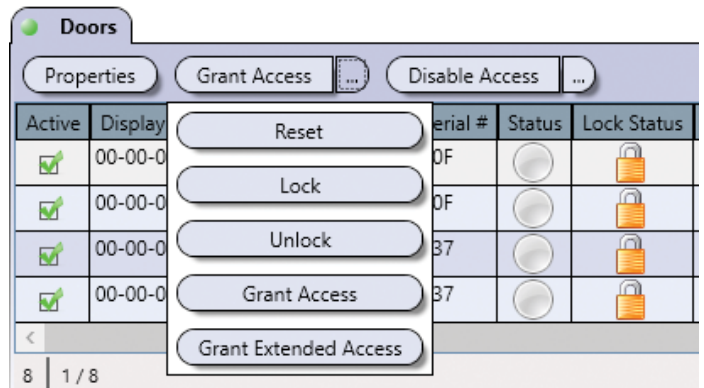 Doors
Properties Grant Access ... Disable Access ...
Active Display erial # Status Lock Status
Reset
00-00-0 0F
Lock
00-00-0 0F
Unlock
00-00-0 37
Grant Access
00-00-0 37
Grant Extended Access
8 1 / 8